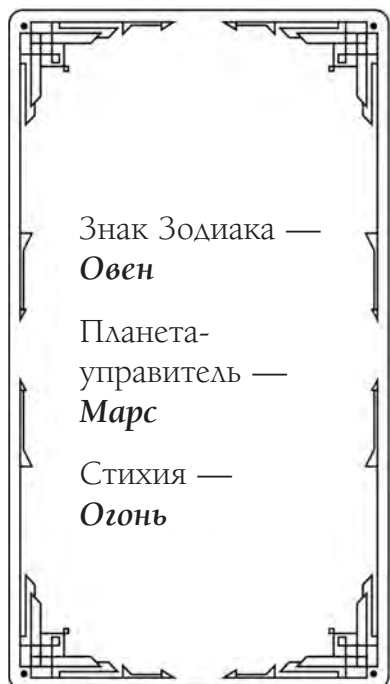 Знак Зодиака —
Овен
Планета-
управитель —
Марс
Стихия —
Огонь